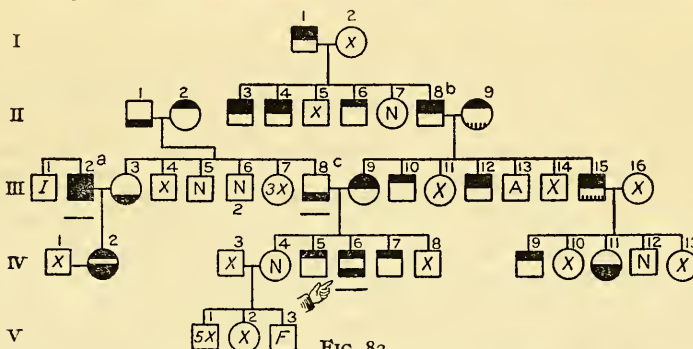 1 2
I X
1 2 3 4 5 6 7 8 b 9
II X N
1 2 a 3 4 5 6 7 8 c 9 10 11 12 13 14 15 16
III I X N N 3X X A X X
2
1 2 3 4 5 6 7 8 9 10 11 12 13
IV X X N X X N X
1 2 3
V 5X X F